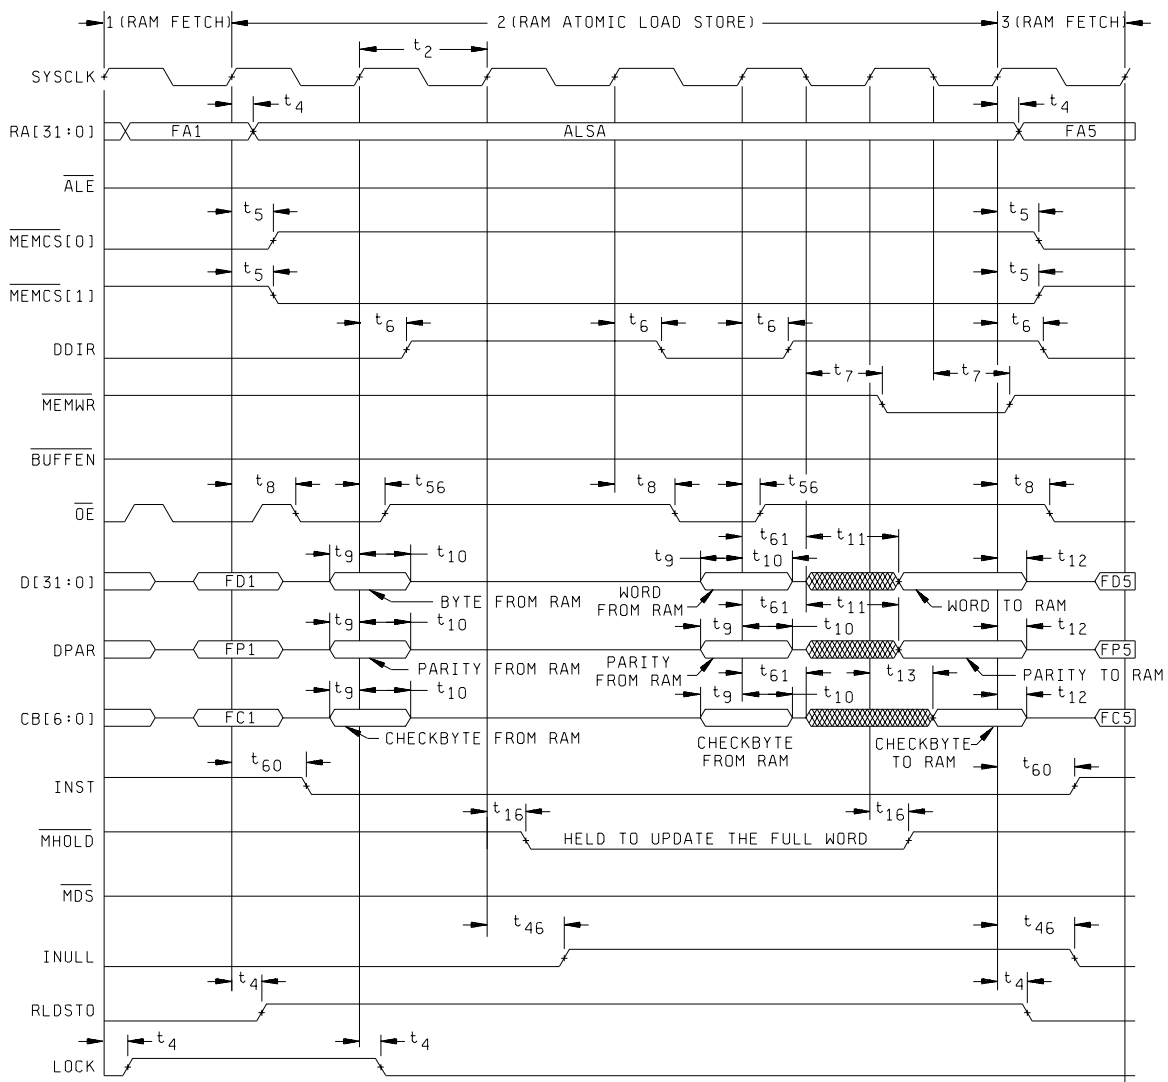 1(RAM FETCH) 2(RAM ATOMIC LOAD STORE) 3(RAM FETCH)
t2
SYSCLK
t4 t4
RA[31:0] FA1 ALSA FA5
ALE
t5 t5
MEMCS[0]
t5 t5
MEMCS[1]
t6 t6 t6 t6
DDIR
t7 t7
MEMWR
BUFFEN
t8 t56 t8 t56 t8
OE
t61 t11
t9 t10 t9 t10 t12
D[31:0] FD1 FD5
BYTE FROM RAM WORD FROM RAM WORD TO RAM
t61 t11
t9 t10 t9 t10 t12
DPAR FP1 FP5
PARITY FROM RAM PARITY FROM RAM PARITY TO RAM
t61 t13
t9 t10 t9 t10 t12
CB[6:0] FC1 FC5
CHECKBYTE FROM RAM CHECKBYTE FROM RAM CHECKBYTE TO RAM
t60 t60
INST
t16 t16
MHOLD HELD TO UPDATE THE FULL WORD
MDS
t46 t46
INULL
t4 t4
RLDSTO
t4 t4
LOCK